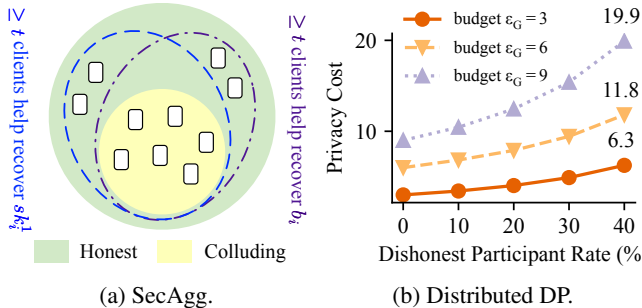 ≥ t clients help recover sk_i^1
≥ t clients help recover b_i
Honest
Colluding
(a) SecAgg.
Privacy Cost
20
10
budget ε_G = 3
budget ε_G = 6
budget ε_G = 9
19.9
11.8
6.3
0 10 20 30 40
Dishonest Participant Rate (%
(b) Distributed DP.